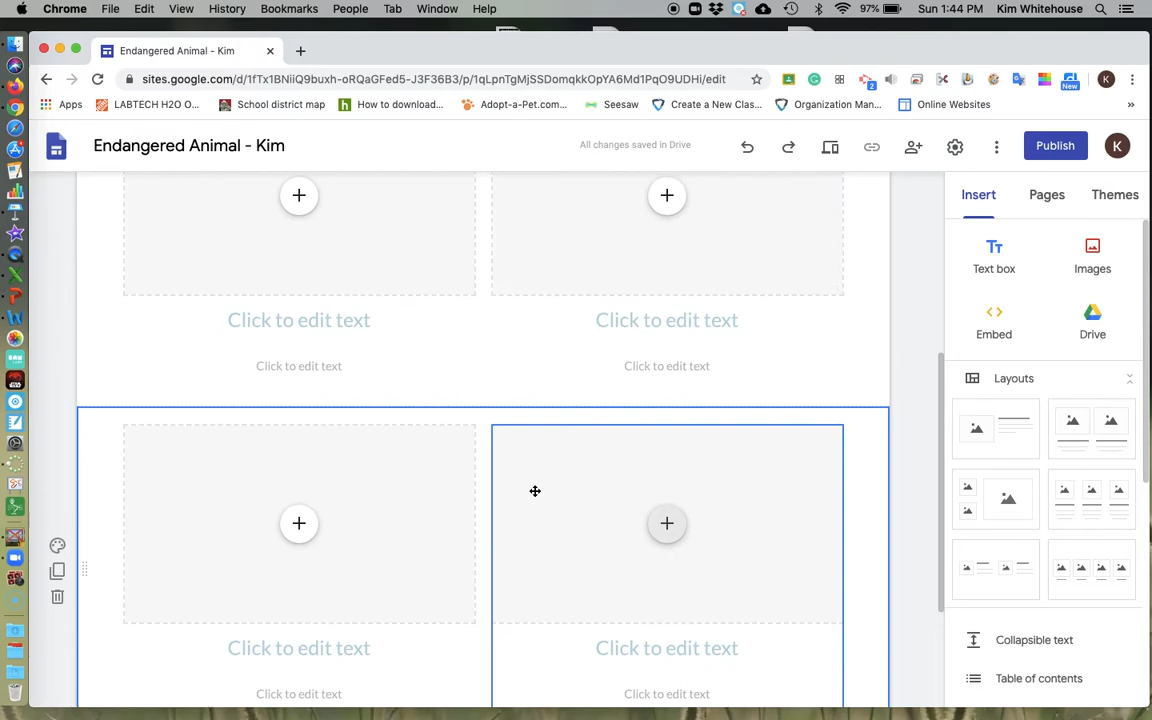 Chrome File Edit View History Bookmarks People Tab Window Help 97% Sun 1:44 PM Kim Whitehouse
Endangered Animal - Kim
sites.google.com/d/1fTx1BNiiQ9buxh-oRQaGFed5-J3F36B3/p/1qLpnTgMjSSDomqkkOpYA6Md1PqO9UDHi/edit 2 New K
Apps LABTECH H2O O... School district map How to download... Adopt-a-Pet.com... Seesaw Create a New Clas... Organization Man... Online Websites »
Endangered Animal - Kim All changes saved in Drive Publish K
Insert Pages Themes
Text box Images
Embed Drive
Click to edit text Click to edit text
Click to edit text Click to edit text
Layouts
Click to edit text Click to edit text
Click to edit text Click to edit text
Collapsible text
Table of contents